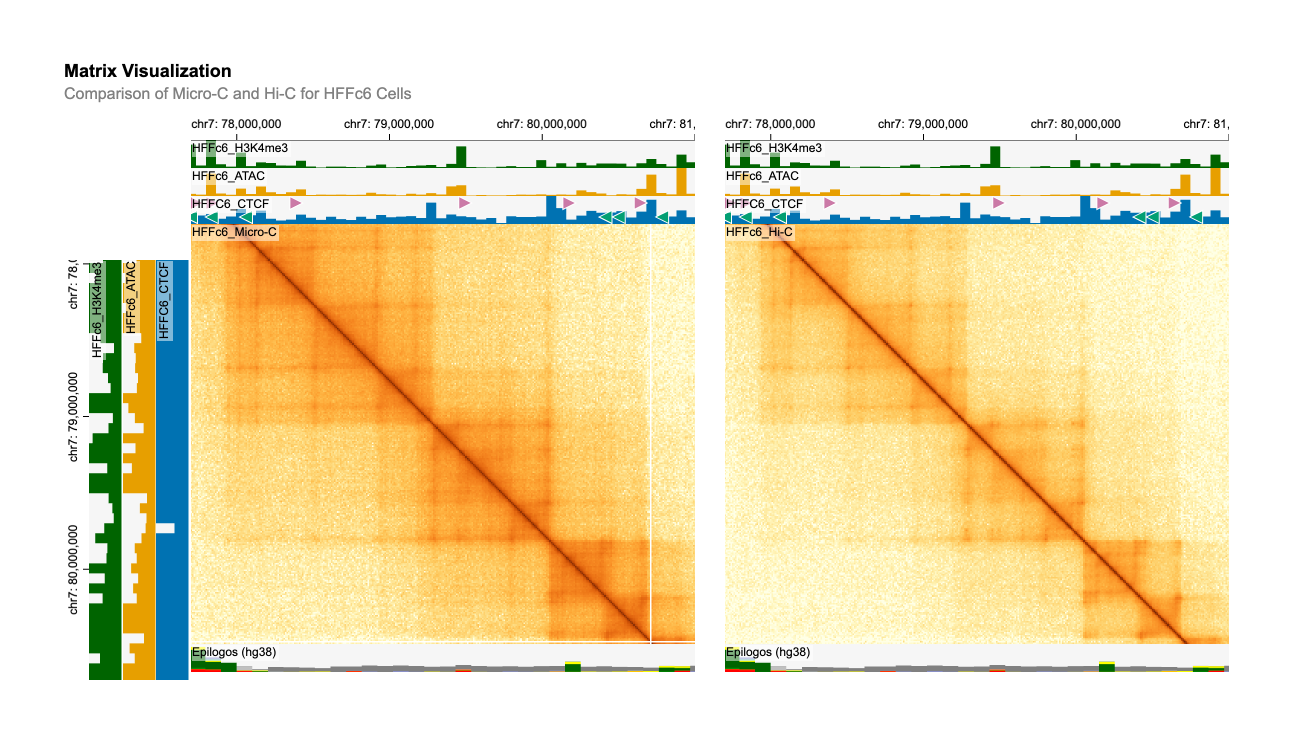 Matrix Visualization
Comparison of Micro-C and Hi-C for HFFc6 Cells
chr7: 78,000,000 chr7: 79,000,000 chr7: 80,000,000 chr7: 81,
HFFc6_H3K4me3
HFFc6_ATAC
HFFC6_CTCF
HFFc6_Micro-C
chr7: 78,000,000 chr7: 79,000,000 chr7: 80,000,000 chr7: 81,
HFFc6_H3K4me3
HFFc6_ATAC
HFFC6_CTCF
HFFc6_Hi-C
chr7: 78,(
chr7: 79,000,000
chr7: 80,000,000
HFFc6_H3K4me3
HFFc6_ATAC
HFFC6_CTCF
Epilogos (hg38)
Epilogos (hg38)